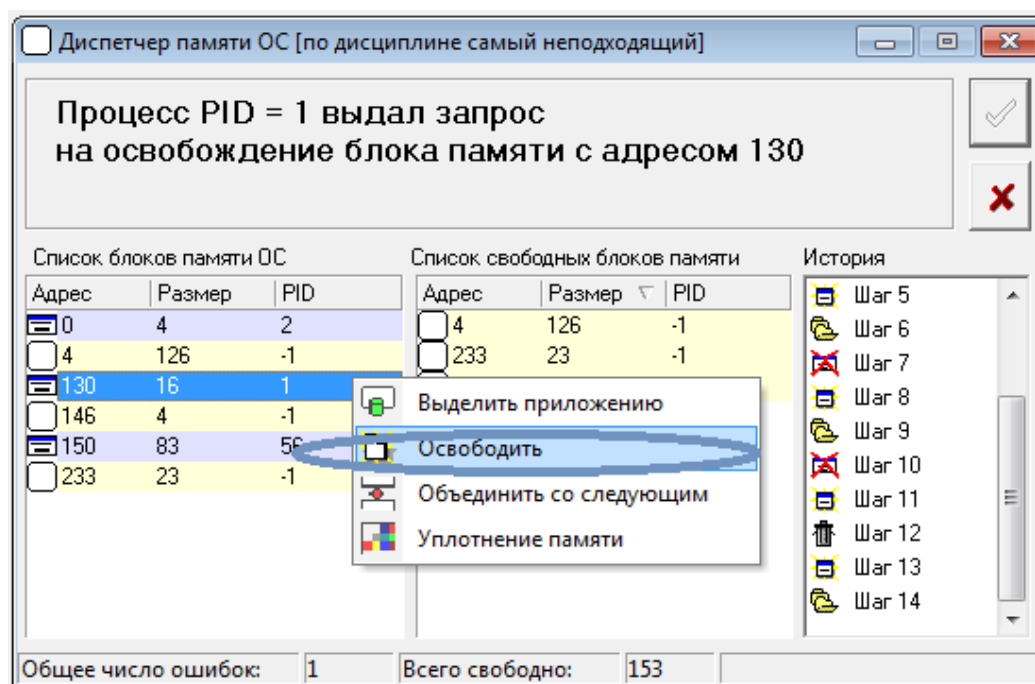 Диспетчер памяти ОС [по дисциплине самый неподходящий]
Процесс PID = 1 выдал запрос
на освобождение блока памяти с адресом 130
Список блоков памяти ОС
Адрес Размер PID
0 4 2
4 126 -1
130 16 1
146 4 -1
150 83 56
233 23 -1
Список свободных блоков памяти
Адрес Размер PID
4 126 -1
233 23 -1
Выделить приложению
Освободить
Объединить со следующим
Уплотнение памяти
История
Шаг 5
Шаг 6
Шаг 7
Шаг 8
Шаг 9
Шаг 10
Шаг 11
Шаг 12
Шаг 13
Шаг 14
Общее число ошибок: 1 Всего свободно: 153